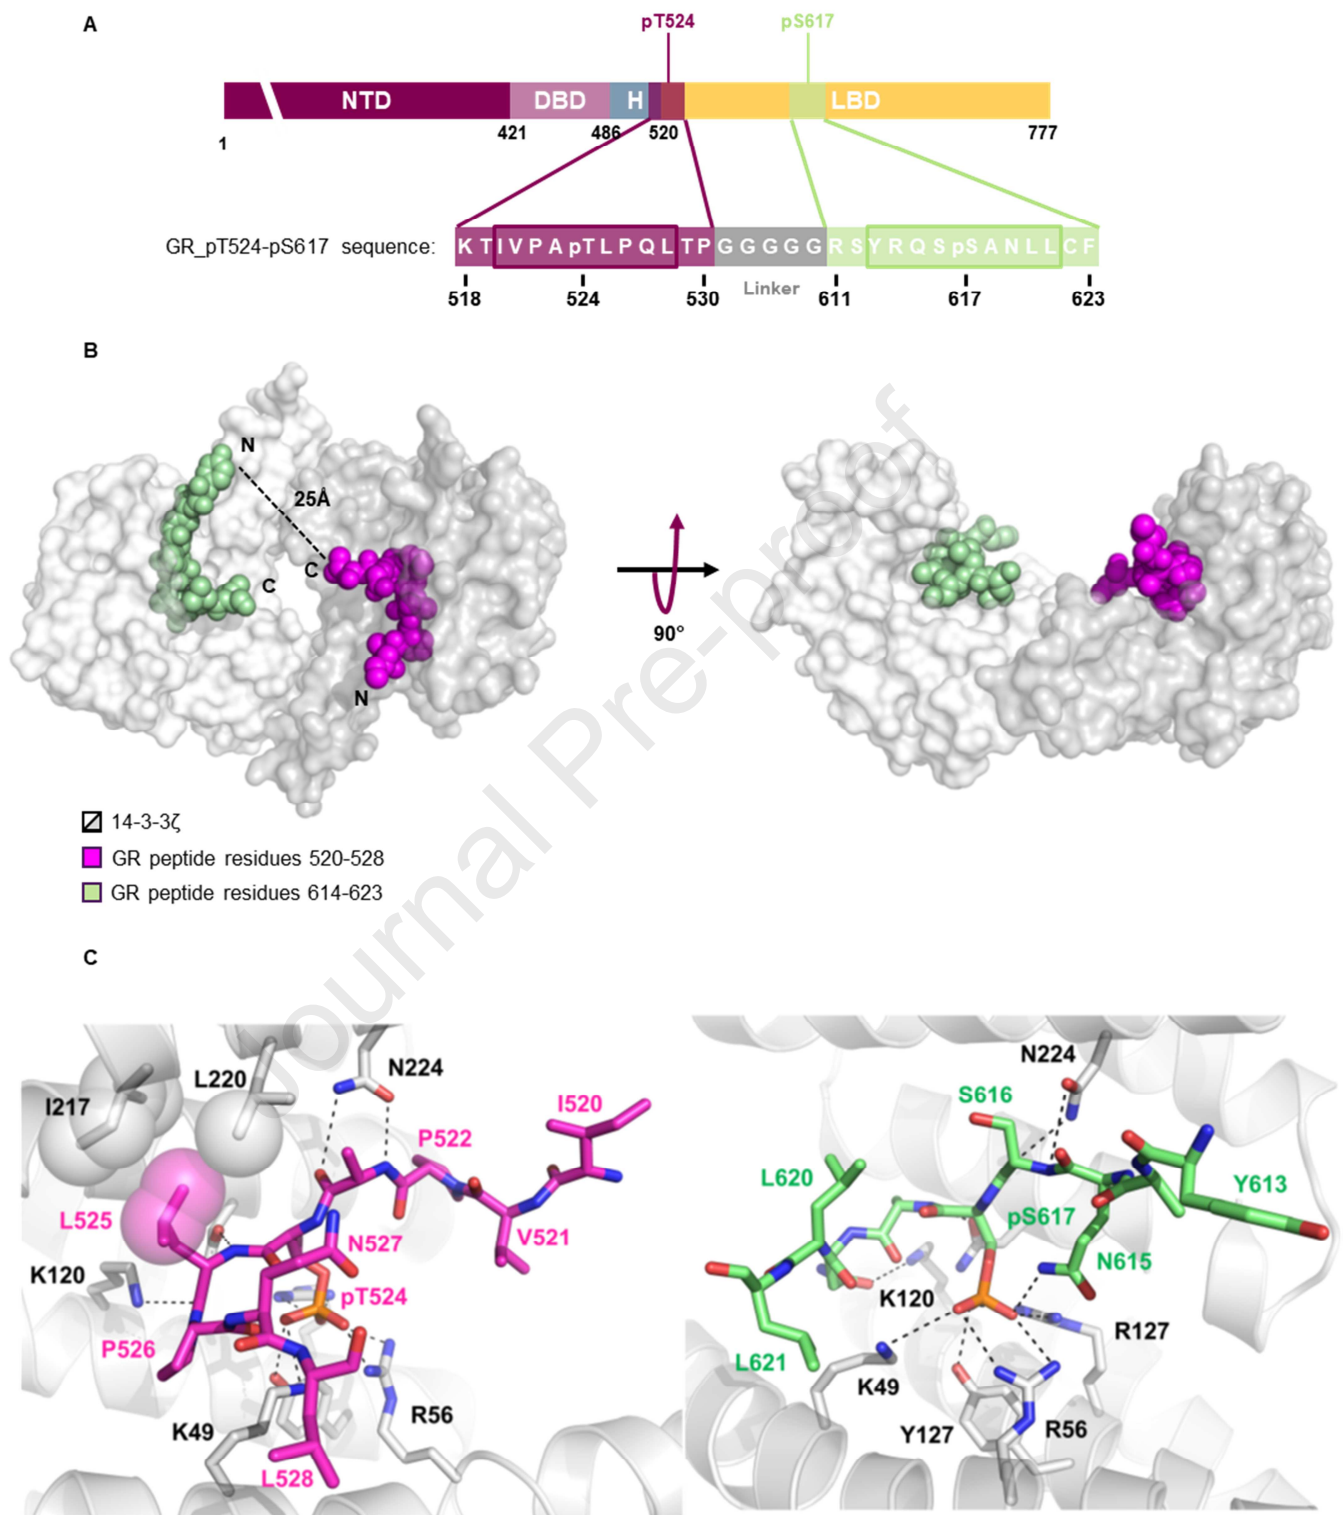 A
pT524 pS617
NTD DBD H LBD
1 421 486 520 777
GR_pT524-pS617 sequence: K T I V P A pT L P Q L T P G G G G G R S Y R Q S pS A N L L C F
Linker
518 524 530 611 617 623
B
N
25Å
C
C
N
90°
14-3-3ζ
GR peptide residues 520-528
GR peptide residues 614-623
Journal Pre-proof
C
N224
L220
I217
I520
P522
L525
N527
V521
K120
pT524
P526
R56
K49
L528
N224
S616
L620
Y613
pS617
N615
K120
R127
L621
K49
Y127
R56